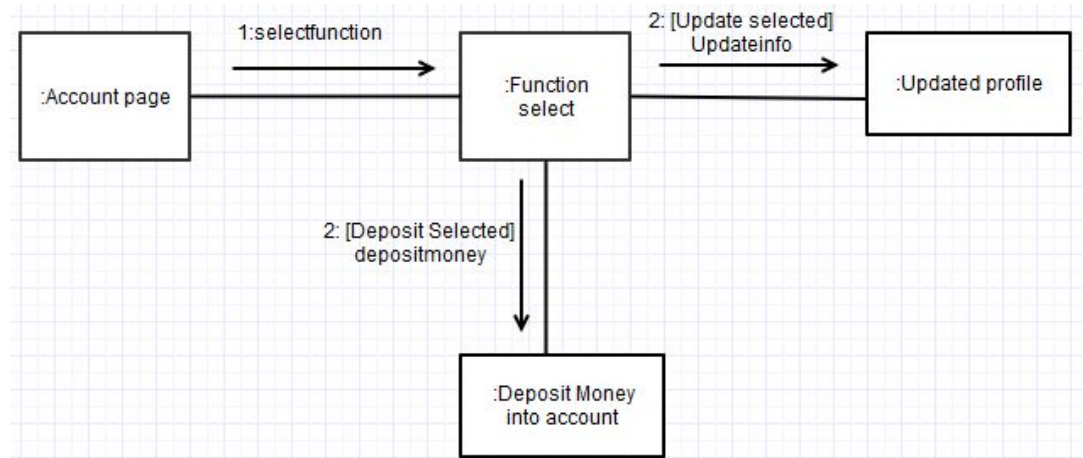 1:selectfunction
2: [Update selected]
Updateinfo
:Account page
:Function
select
:Updated profile
2: [Deposit Selected]
depositmoney
:Deposit Money
into account